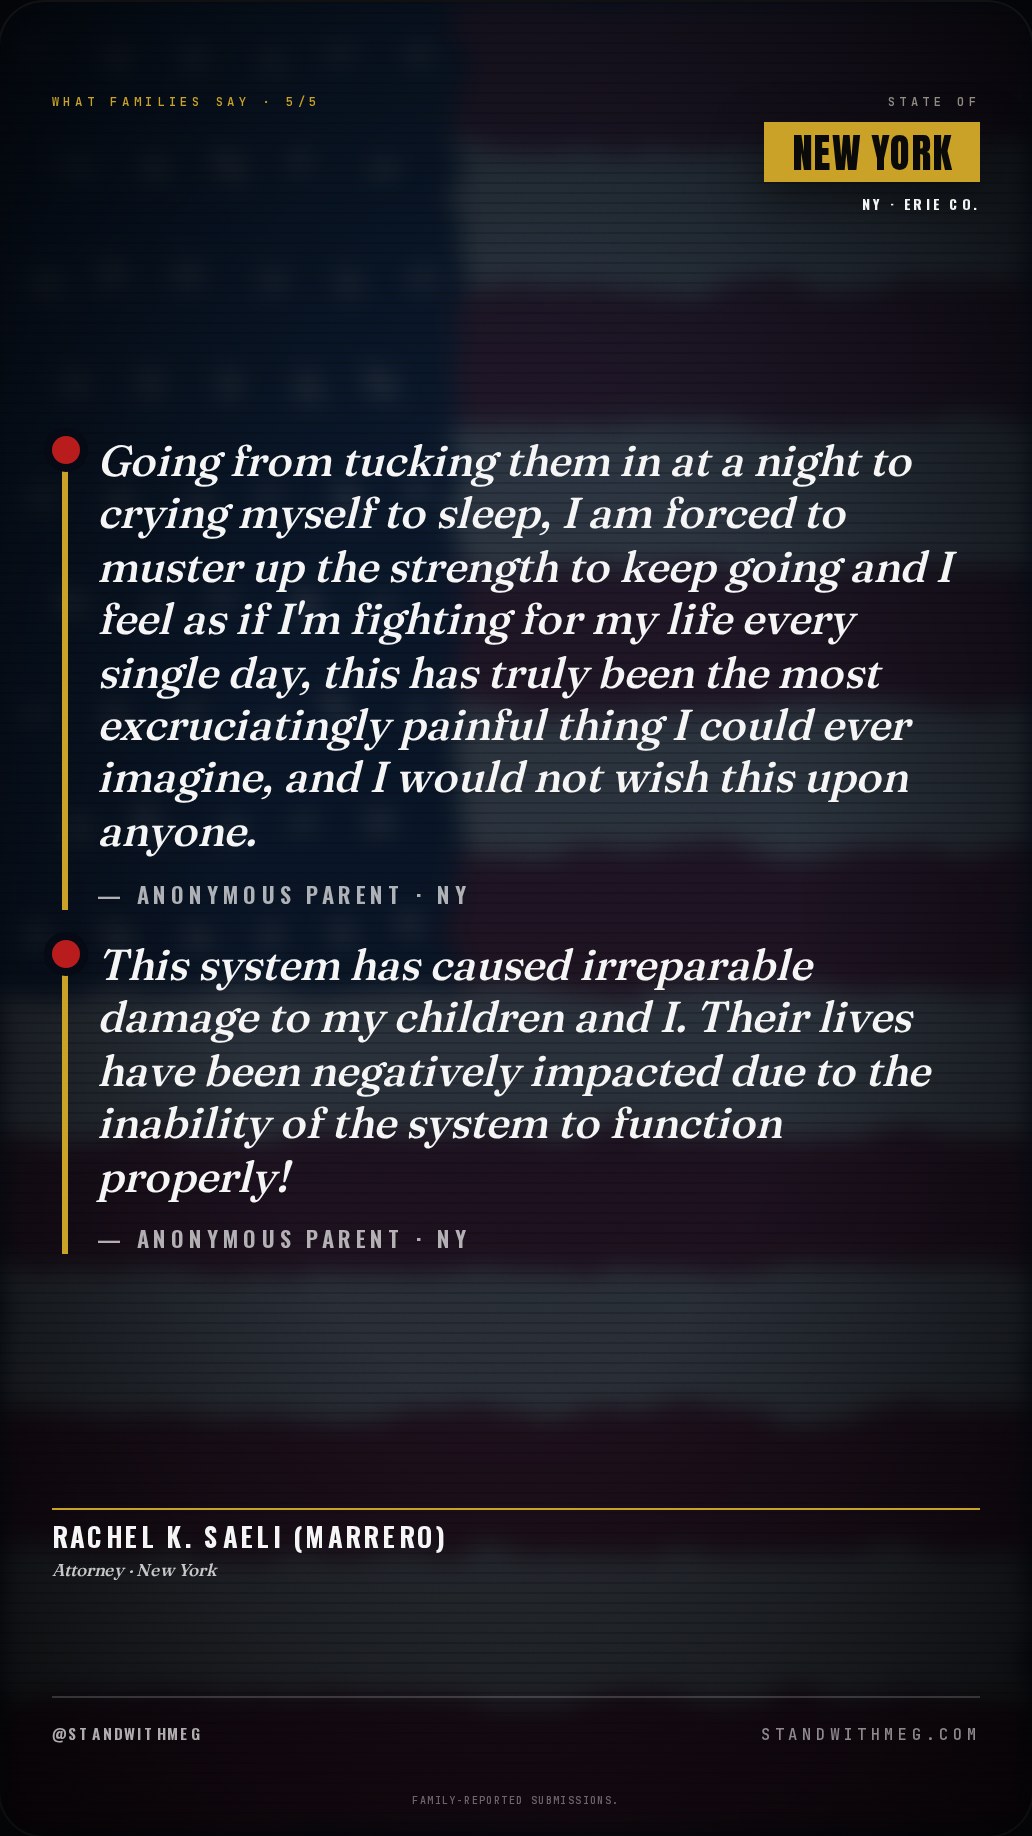 WHAT FAMILIES SAY · 5/5
STATE OF
NEW YORK
NY · ERIE CO.
Going from tucking them in at a night to
crying myself to sleep, I am forced to
muster up the strength to keep going and I
feel as if I'm fighting for my life every
single day, this has truly been the most
excruciatingly painful thing I could ever
imagine, and I would not wish this upon
anyone.
— ANONYMOUS PARENT · NY
This system has caused irreparable
damage to my children and I. Their lives
have been negatively impacted due to the
inability of the system to function
properly!
— ANONYMOUS PARENT · NY
RACHEL K. SAELI (MARRERO)
Attorney · New York
@STANDWITHMEG
STANDWITHMEG.COM
FAMILY-REPORTED SUBMISSIONS.